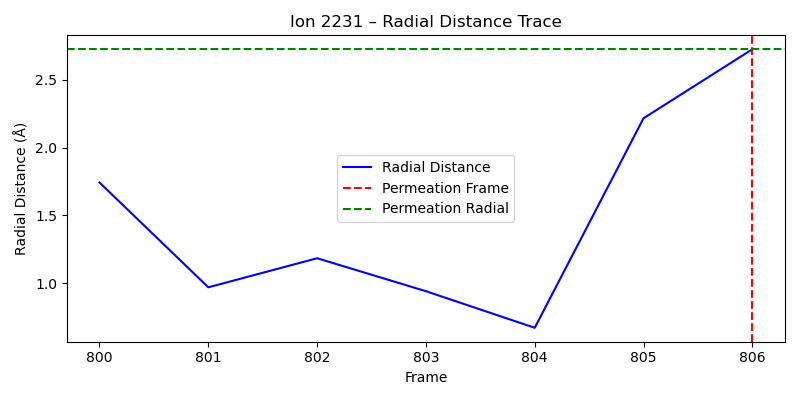 Ion 2231 – Radial Distance Trace
Radial Distance (Å)
2.5
2.0
1.5
1.0
Radial Distance
Permeation Frame
Permeation Radial
800 801 802 803 804 805 806
Frame